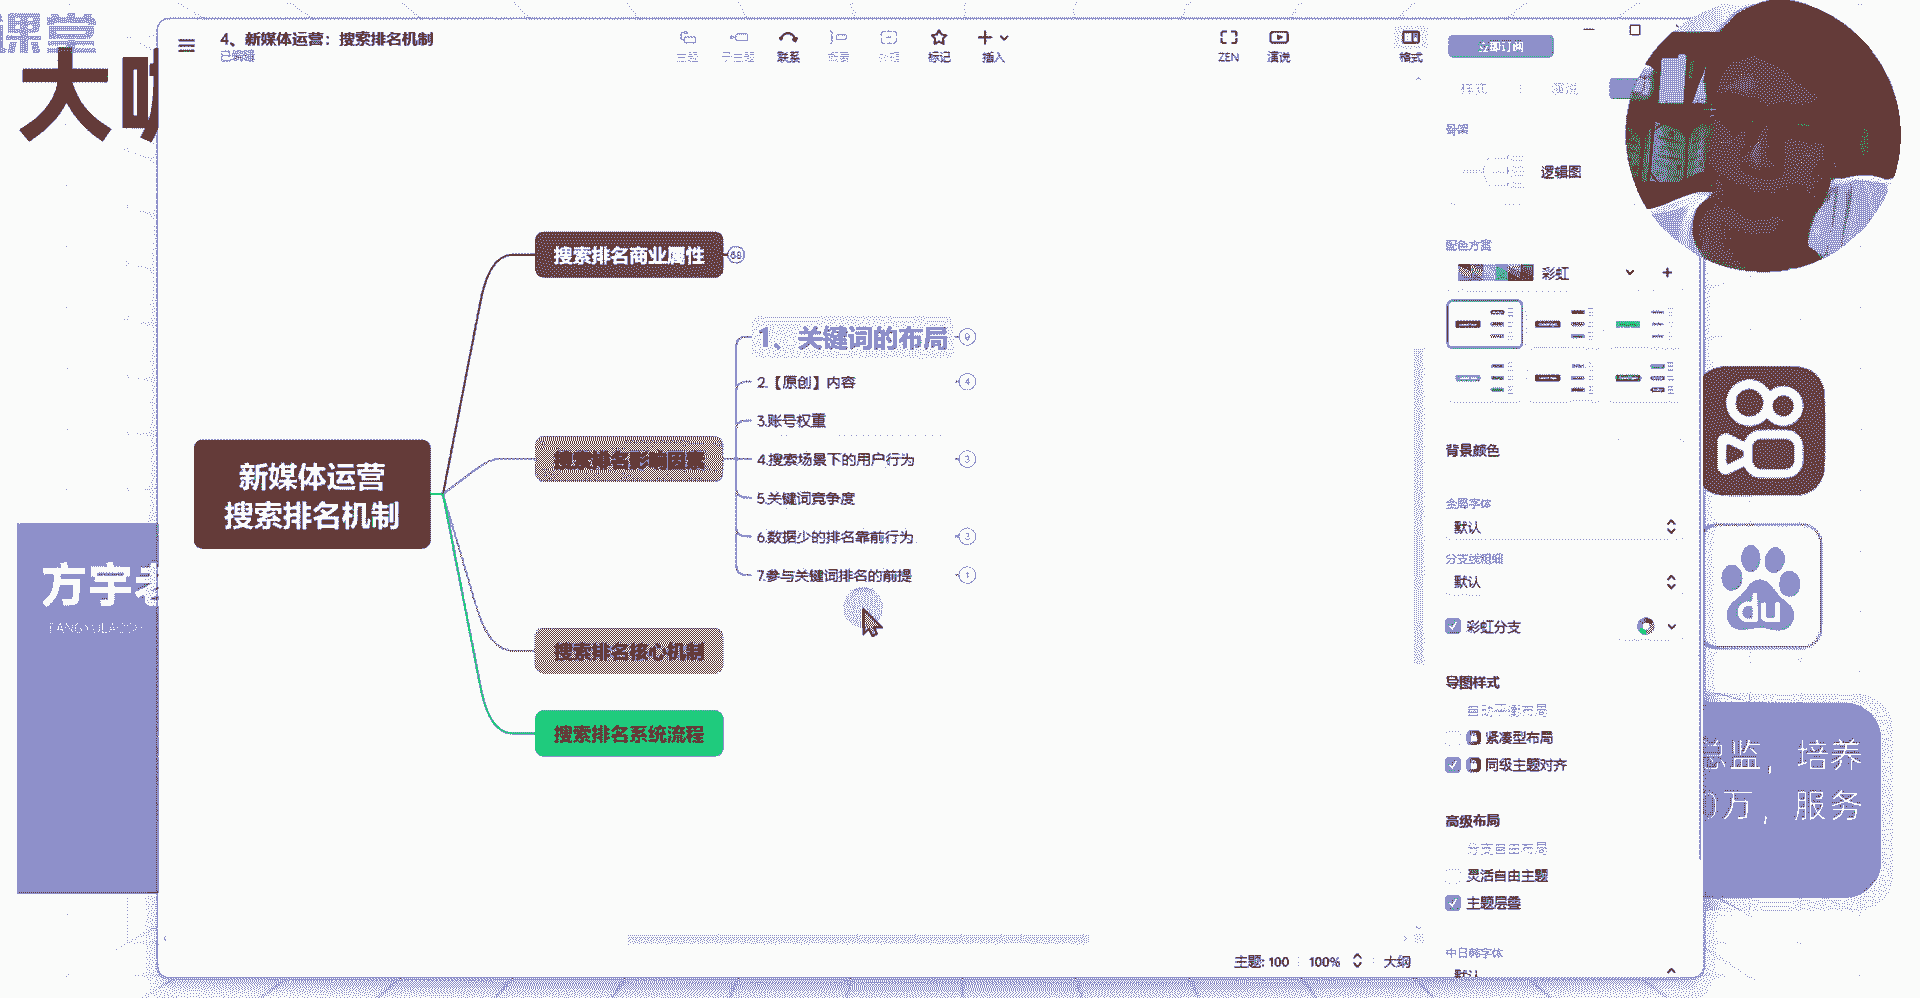 课堂
大咖
4、新媒体运营：搜索排名机制
已编辑
主题
子主题
联系
概要
外框
标记
插入
ZEN
演说
格式
立即订阅
样式
演说
骨架
逻辑图
配色方案
彩虹
背景颜色
全局字体
默认
分支线粗细
默认
彩虹分支
导图样式
自动平衡布局
紧凑型布局
同级主题对齐
高级布局
分支自由布局
灵活自由主题
主题层叠
中日韩字体
默认
新媒体运营
搜索排名机制
搜索排名商业属性
68
搜索排名影响因素
1、关键词的布局
9
2.【原创】内容
4
3.账号权重
4.搜索场景下的用户行为
3
5.关键词竞争度
6.数据少的排名靠前行为
7.参与关键词排名的前提
1
搜索排名核心机制
搜索排名系统流程
主题: 100
100%
大纲
方宇老
du
总监，培养
0万，服务